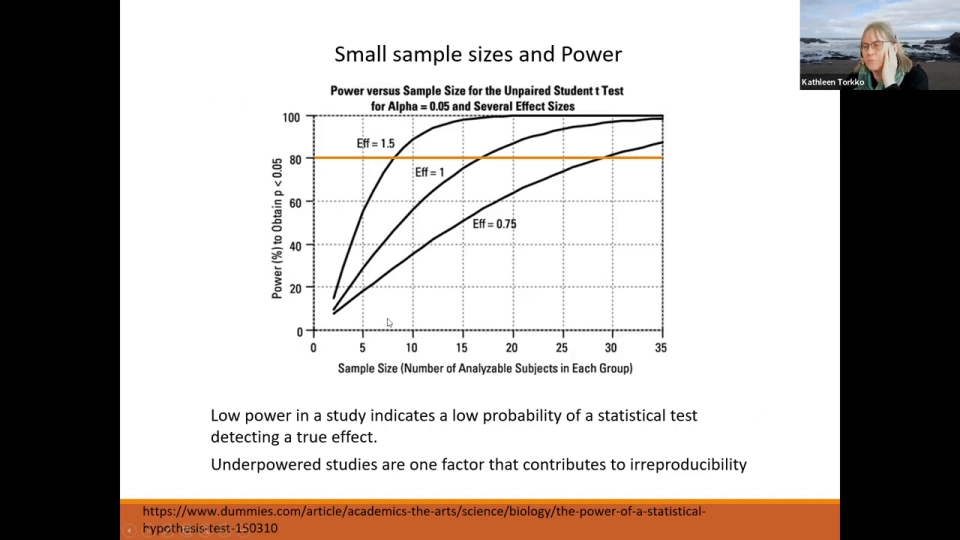 Small sample sizes and Power
Kathleen Torkko
Power versus Sample Size for the Unpaired Student t Test
for Alpha = 0.05 and Several Effect Sizes
Power (%) to Obtain p < 0.05
100
80
60
40
20
0
Eff = 1.5
Eff = 1
Eff = 0.75
0 5 10 15 20 25 30 35
Sample Size (Number of Analyzable Subjects in Each Group)
Low power in a study indicates a low probability of a statistical test
detecting a true effect.
Underpowered studies are one factor that contributes to irreproducibility
https://www.dummies.com/article/academics-the-arts/science/biology/the-power-of-a-statistical-
hypothesis-test-150310